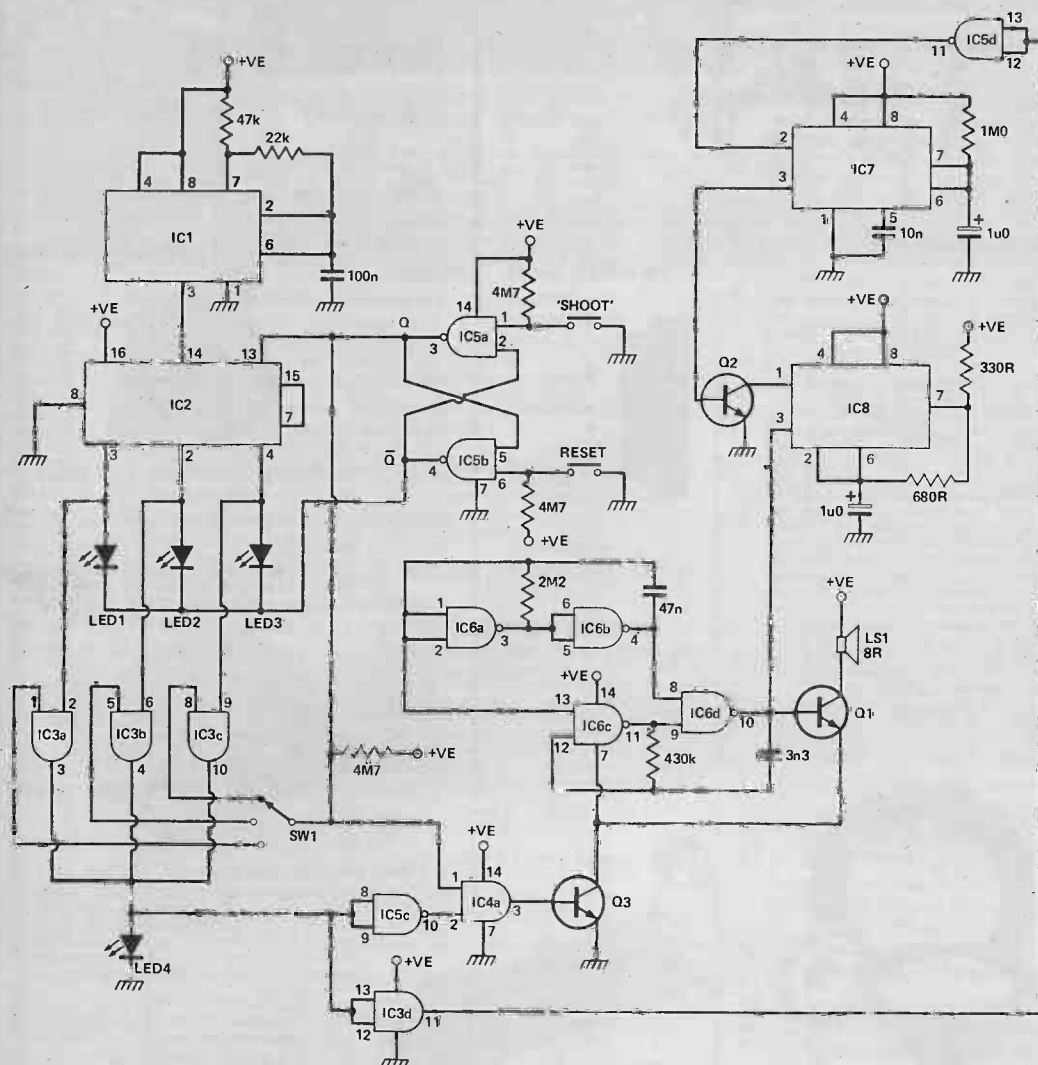 +VE
47k
22k
4
8
7
2
6
IC1
100n
3
1
+VE
16
14
13
15
8
IC2
7
3
2
4
LED1
LED2
LED3
+VE
4M7
'SHOOT'
14
1
Q
IC5a
3
2
Q̅
5
IC5b
4
6
RESET
7
4M7
+VE
13
IC5d
11
12
+VE
4
8
1M0
2
7
IC7
3
6
1
5
10n
+
1u0
+VE
4
8
+VE
Q2
1
330R
IC8
7
3
2
6
680R
+
1u0
2M2
47n
1
6
IC6a
3
IC6b
4
2
5
+VE
LS1
8R
+VE
14
13
8
IC6c
IC6d
10
Q1
12
11
9
7
430k
3n3
1
2
5
6
8
9
IC3a
IC3b
IC3c
3
4
10
4M7
+VE
SW1
+VE
14
1
IC4a
3
Q3
8
IC5c
10
2
9
7
LED4
+VE
13
IC3d
11
12